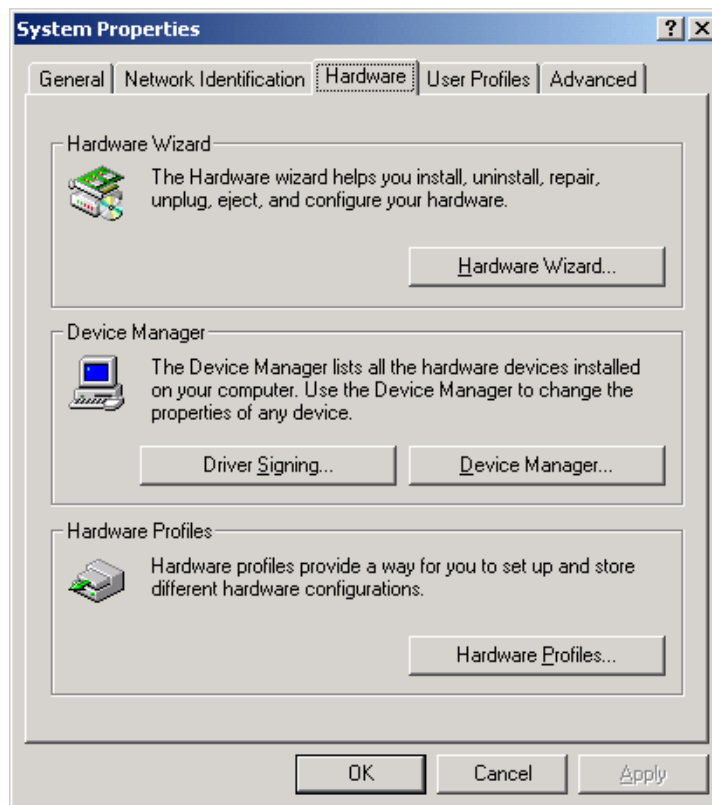 System Properties
General
Network Identification
Hardware
User Profiles
Advanced
Hardware Wizard
The Hardware wizard helps you install, uninstall, repair,
unplug, eject, and configure your hardware.
Hardware Wizard...
Device Manager
The Device Manager lists all the hardware devices installed
on your computer. Use the Device Manager to change the
properties of any device.
Driver Signing...
Device Manager...
Hardware Profiles
Hardware profiles provide a way for you to set up and store
different hardware configurations.
Hardware Profiles...
OK
Cancel
Apply